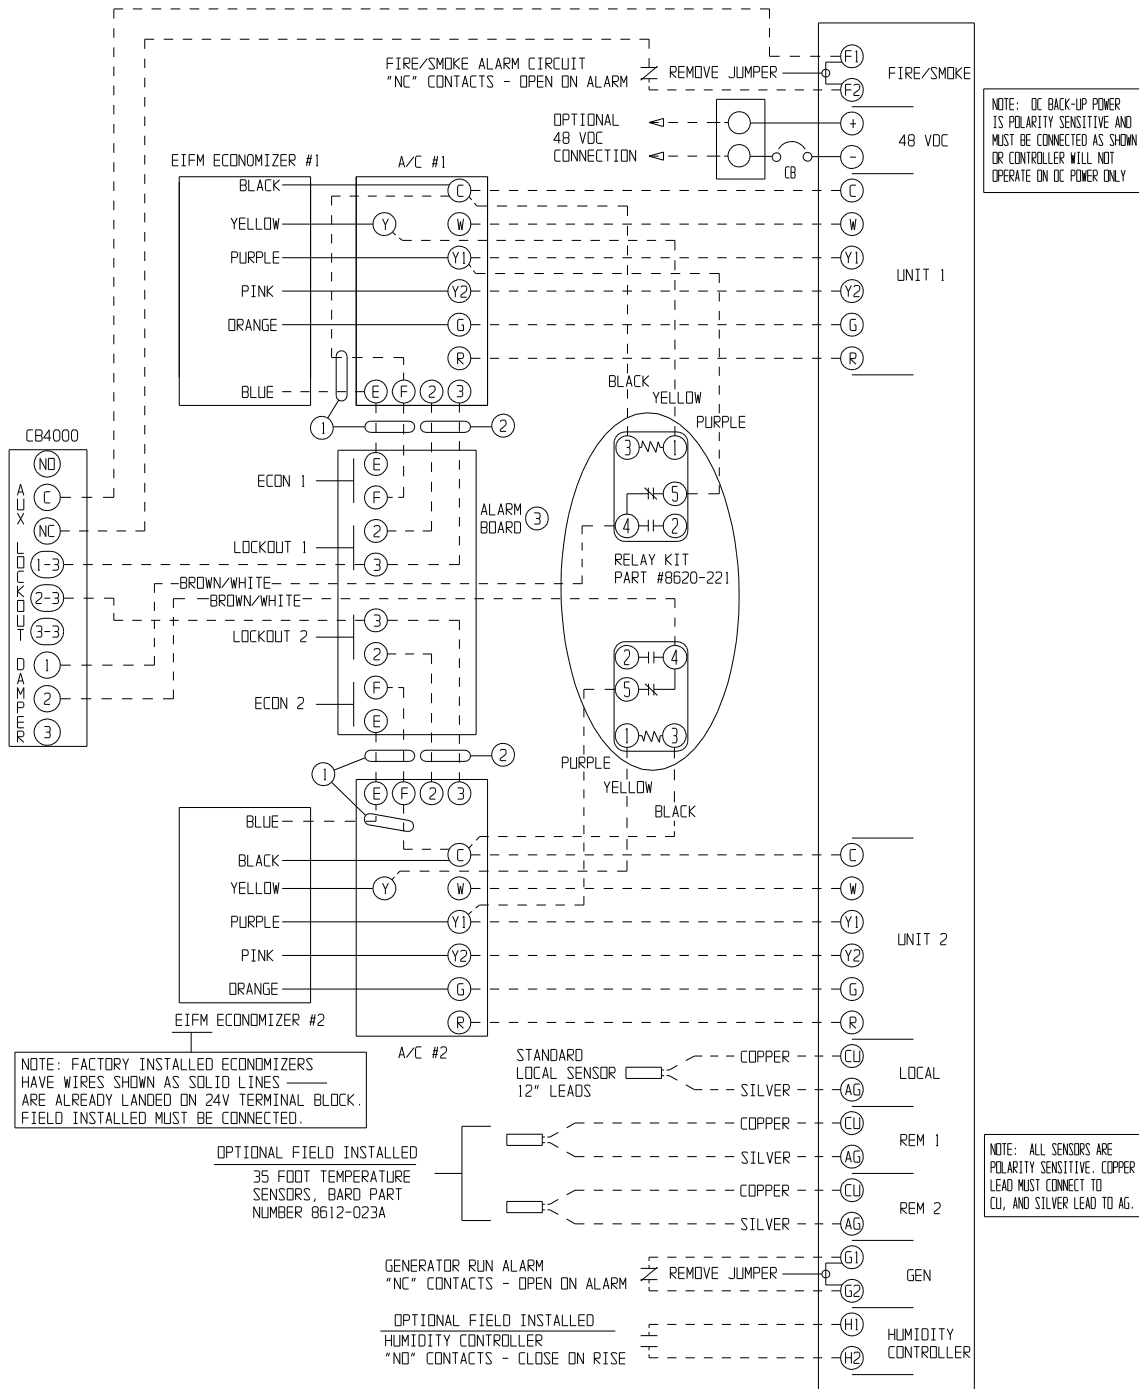 F1
FIRE/SMOKE ALARM CIRCUIT
"NC" CONTACTS - OPEN ON ALARM
REMOVE JUMPER
FIRE/SMOKE
F2
NOTE: DC BACK-UP POWER
IS POLARITY SENSITIVE AND
MUST BE CONNECTED AS SHOWN
OR CONTROLLER WILL NOT
OPERATE ON DC POWER ONLY
OPTIONAL
48 VDC
CONNECTION
+
-
CB
48 VDC
EIFM ECONOMIZER #1
A/C #1
BLACK
YELLOW
PURPLE
PINK
ORANGE
BLUE
C
Y
W
Y1
Y2
G
R
E
F
2
3
C
W
Y1
Y2
G
R
UNIT 1
1
2
BLACK
YELLOW
PURPLE
3
1
5
4
2
RELAY KIT
PART #8620-221
CB4000
NO
C
NC
1-3
2-3
3-3
1
2
3
AUX
LOCKOUT
DAMPER
ECON 1
E
F
LOCKOUT 1
2
3
ALARM
BOARD
3
BROWN/WHITE
BROWN/WHITE
LOCKOUT 2
3
2
ECON 2
F
E
2
4
5
1
3
PURPLE
YELLOW
BLACK
1
2
E
F
2
3
BLUE
BLACK
YELLOW
PURPLE
PINK
ORANGE
C
Y
W
Y1
Y2
G
R
EIFM ECONOMIZER #2
A/C #2
C
W
Y1
Y2
G
R
UNIT 2
NOTE: FACTORY INSTALLED ECONOMIZERS
HAVE WIRES SHOWN AS SOLID LINES
ARE ALREADY LANDED ON 24V TERMINAL BLOCK.
FIELD INSTALLED MUST BE CONNECTED.
STANDARD
LOCAL SENSOR
12" LEADS
COPPER
SILVER
CU
AG
LOCAL
OPTIONAL FIELD INSTALLED
35 FOOT TEMPERATURE
SENSORS, BARD PART
NUMBER 8612-023A
COPPER
SILVER
CU
AG
REM 1
COPPER
SILVER
CU
AG
REM 2
NOTE: ALL SENSORS ARE
POLARITY SENSITIVE. COPPER
LEAD MUST CONNECT TO
CU, AND SILVER LEAD TO AG.
GENERATOR RUN ALARM
"NC" CONTACTS - OPEN ON ALARM
REMOVE JUMPER
G1
G2
GEN
OPTIONAL FIELD INSTALLED
HUMIDITY CONTROLLER
"NO" CONTACTS - CLOSE ON RISE
H1
H2
HUMIDITY
CONTROLLER